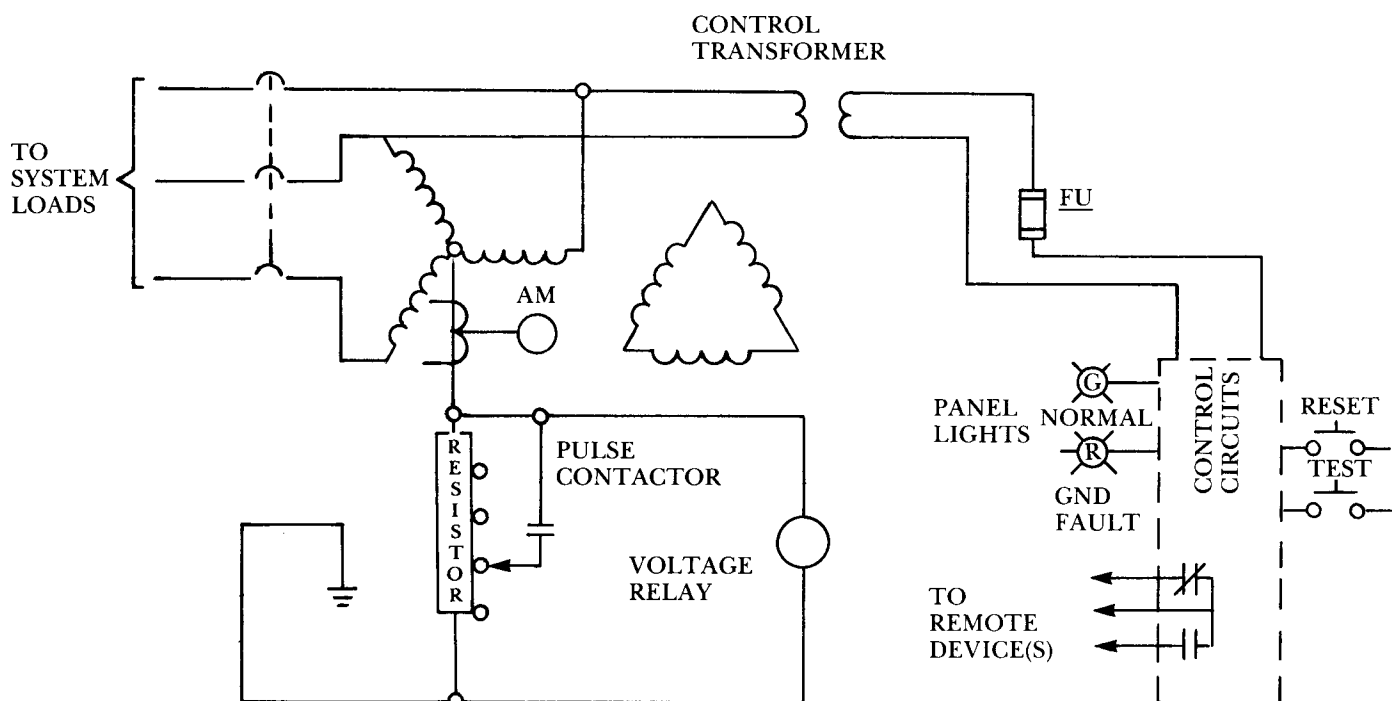 CONTROL
TRANSFORMER
TO
SYSTEM
LOADS
FU
AM
PANEL
LIGHTS
G
NORMAL
R
GND
FAULT
CONTROL
CIRCUITS
RESET
TEST
RESISTOR
PULSE
CONTACTOR
VOLTAGE
RELAY
TO
REMOTE
DEVICE(S)